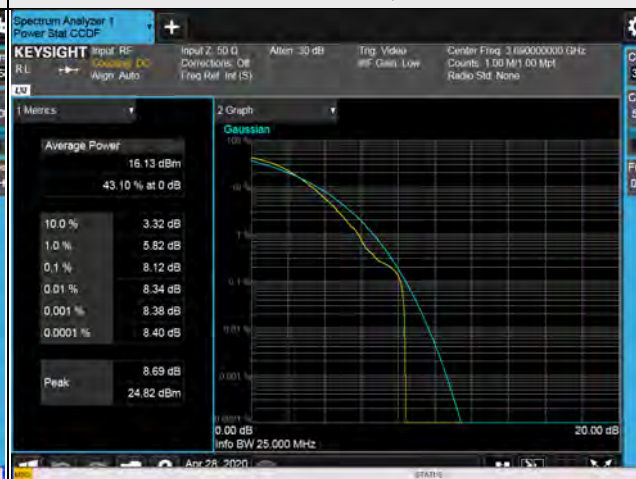 Spectrum Analyzer 1
Power Stat CCDF
+
KEYSIGHT Input: RF Input Z: 50 Ω Atten: 30 dB Trig: Video Center Freq: 3.690000000 GHz
RL Coupling: DC Corrections: Off #IF Gain: Low Counts: 1.00 M/1.00 Mpt
Align: Auto Freq Ref: Int (S) Radio Std: None
LXI
1 Metrics
2 Graph
Gaussian
Average Power
16.13 dBm
43.10 % at 0 dB
10.0 % 3.32 dB
1.0 % 5.82 dB
0.1 % 8.12 dB
0.01 % 8.34 dB
0.001 % 8.38 dB
0.0001 % 8.40 dB
Peak 8.69 dB
24.82 dBm
100 %
10 %
1 %
0.1 %
0.01 %
0.001 %
0.0001 %
0.00 dB 20.00 dB
Info BW 25.000 MHz
Apr 28, 2020
MSG STATUS